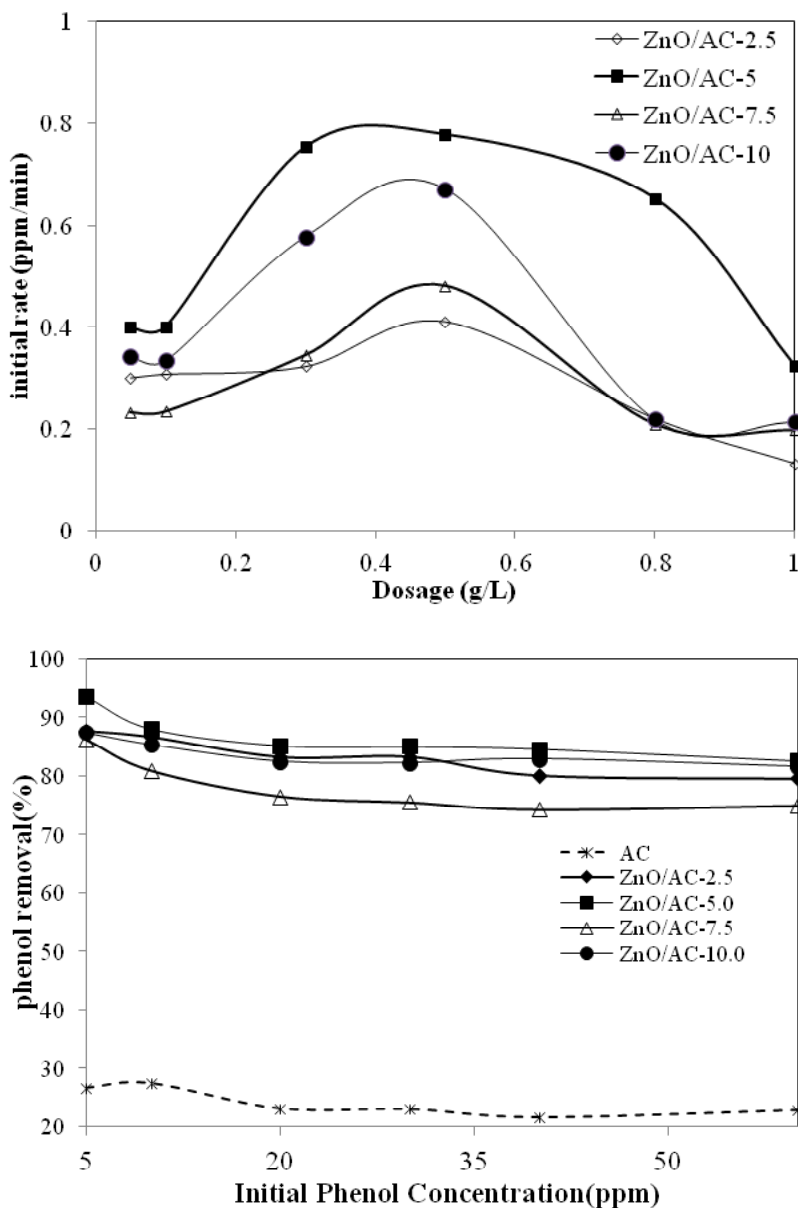 1
0.8
0.6
0.4
0.2
0
initial rate (ppm/min)
ZnO/AC-2.5
ZnO/AC-5
ZnO/AC-7.5
ZnO/AC-10
0 0.2 0.4 0.6 0.8 1
Dosage (g/L)
100
90
80
70
60
50
40
30
20
phenol removal(%)
AC
ZnO/AC-2.5
ZnO/AC-5.0
ZnO/AC-7.5
ZnO/AC-10.0
5 20 35 50
Initial Phenol Concentration(ppm)